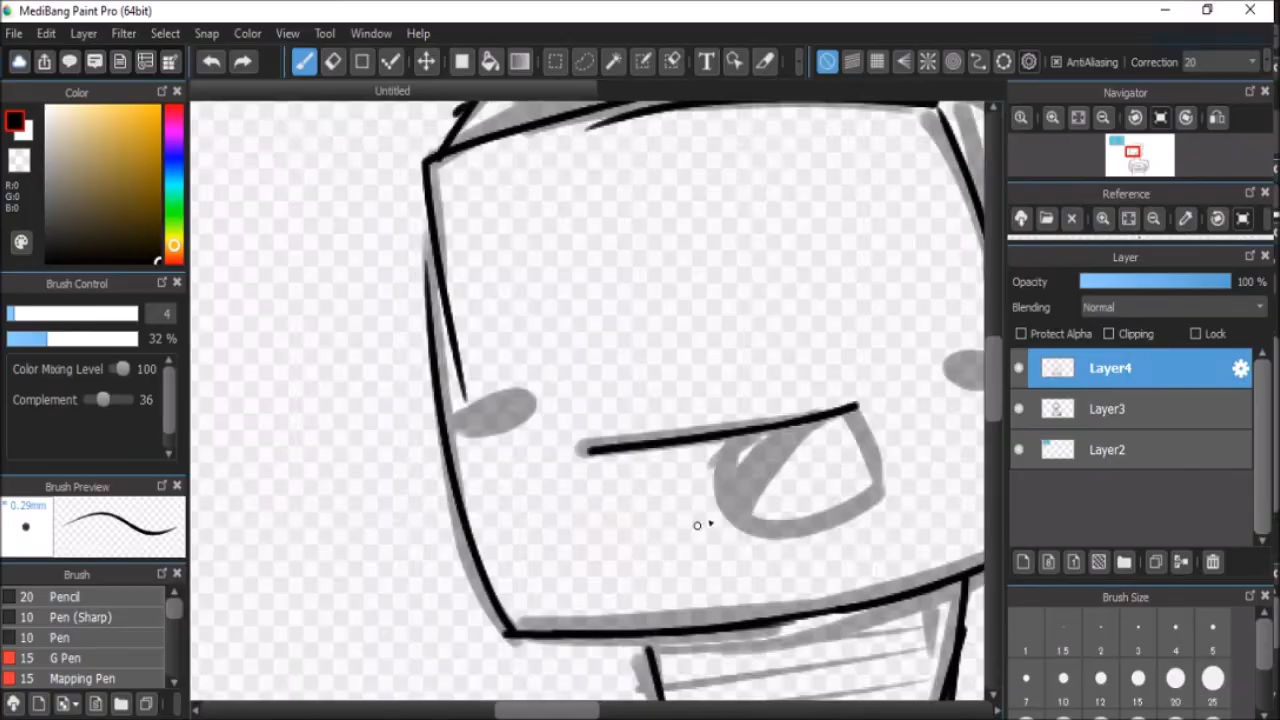 MediBang Paint Pro (64bit)
File Edit Layer Filter Select Snap Color View Tool Window Help
T AntiAliasing Correction 20
Color
Untitled
Navigator
R:0
G:0
B:0
Reference
Layer
Opacity 100 %
Blending Normal
Protect Alpha Clipping Lock
Layer4
Layer3
Layer2
Brush Control
4
32 %
Color Mixing Level 100
Complement 36
Brush Preview
0.29mm
Brush
20 Pencil
10 Pen (Sharp)
10 Pen
15 G Pen
15 Mapping Pen
Brush Size
1 1.5 2 3 4 5
7 10 12 15 20 25